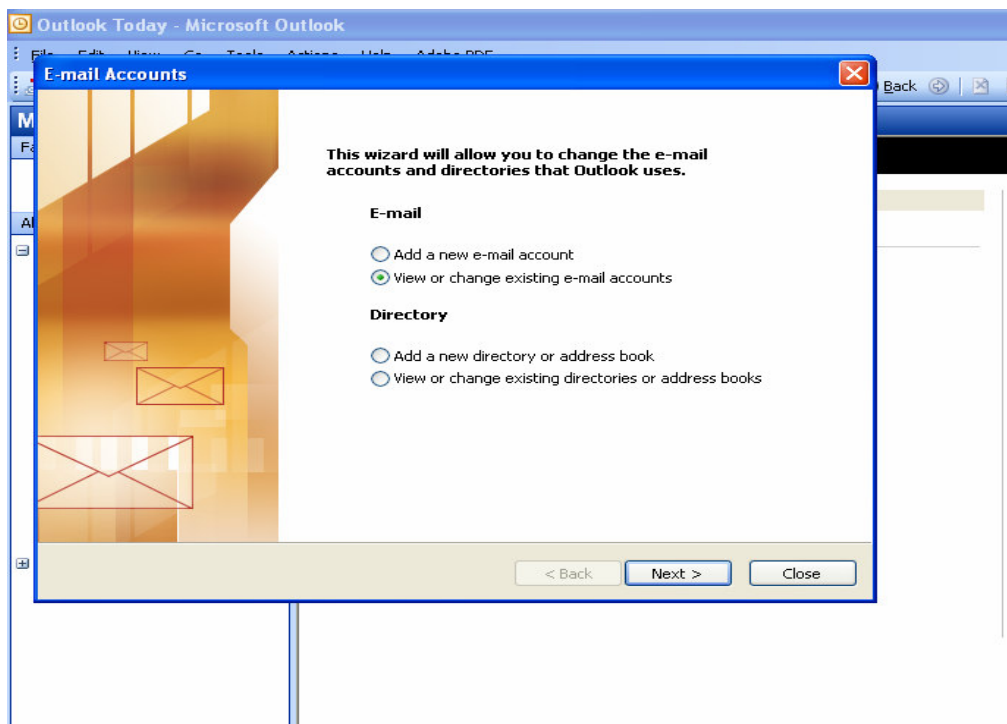 Outlook Today - Microsoft Outlook
E-mail Accounts
Back
This wizard will allow you to change the e-mail
accounts and directories that Outlook uses.
E-mail
Add a new e-mail account
View or change existing e-mail accounts
Directory
Add a new directory or address book
View or change existing directories or address books
< Back Next > Close